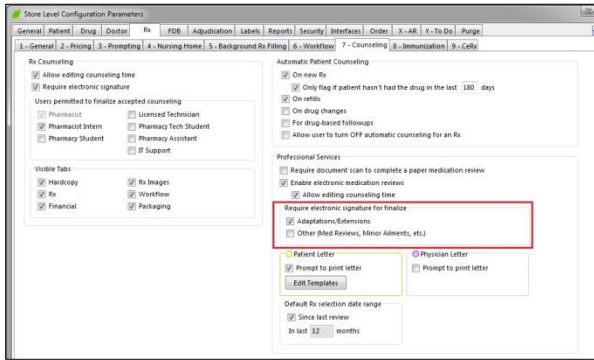 Store Level Configuration Parameters
General Patient Drug Doctor Rx FDB Adjudication Labels Reports Security Interfaces Order X - AR Y - To Do Purge
1 - General 2 - Pricing 3 - Prompting 4 - Nursing Home 5 - Background Rx Filling 6 - Workflow 7 - Counseling 8 - Immunization 9 - CeRx
Rx Counseling
Allow editing counseling time
Require electronic signature
Users permitted to finalize accepted counseling
Pharmacist Licensed Technician
Pharmacist Intern Pharmacy Tech Student
Pharmacy Student Pharmacy Assistant
IT Support
Visible Tabs
Hardcopy Rx Images
Rx Workflow
Financial Packaging
Automatic Patient Counseling
On new Rx
Only flag if patient hasn't had the drug in the last 180 days
On refills
On drug changes
For drug-based followups
Allow user to turn OFF automatic counseling for an Rx
Professional Services
Require document scan to complete a paper medication review
Enable electronic medication reviews
Allow editing counseling time
Require electronic signature for finalize
Adaptations/Extensions
Other (Med Reviews, Minor Ailments, etc.)
Patient Letter
Prompt to print letter
Edit Templates
Physician Letter
Prompt to print letter
Default Rx selection date range
Since last review
In last 12 months